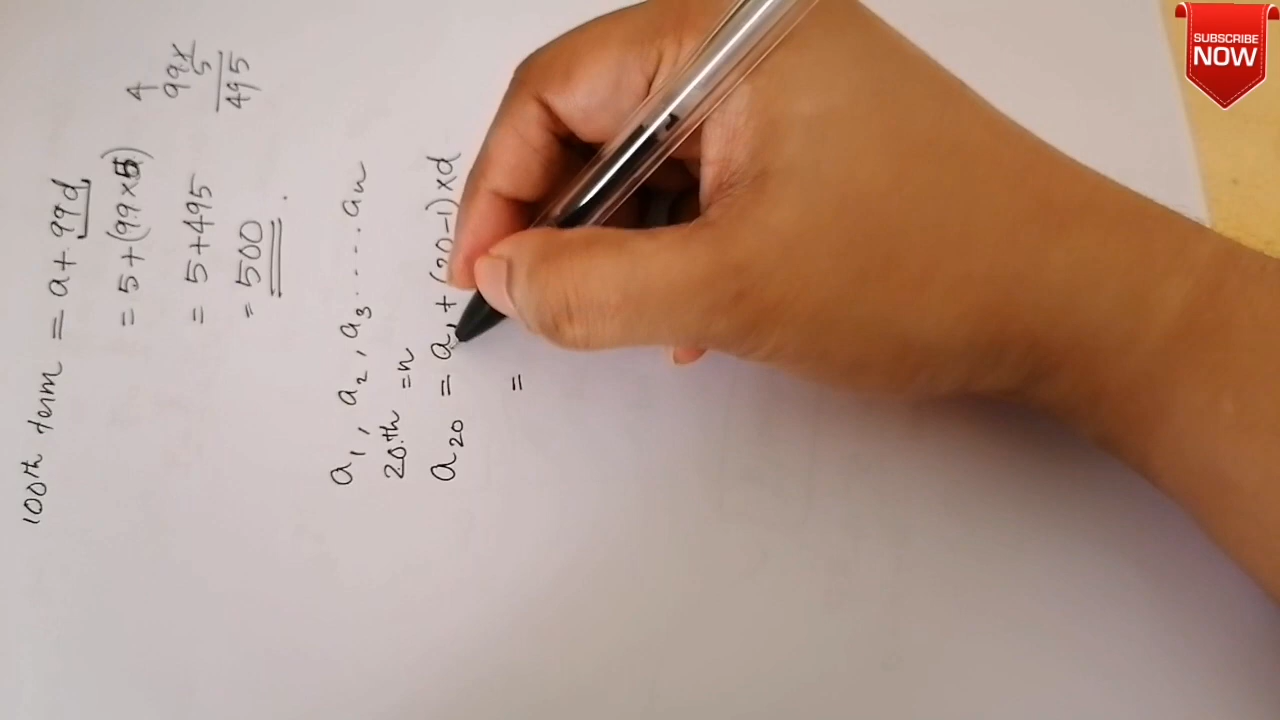 100th term = a + 99d
= 5 + (99 × 5)
= 5 + 495
= 500.
4
99 ×
5
495
a1, a2, a3 ..... an
20th = n
a20 = a1 + (20-1) × d
=
SUBSCRIBE
NOW